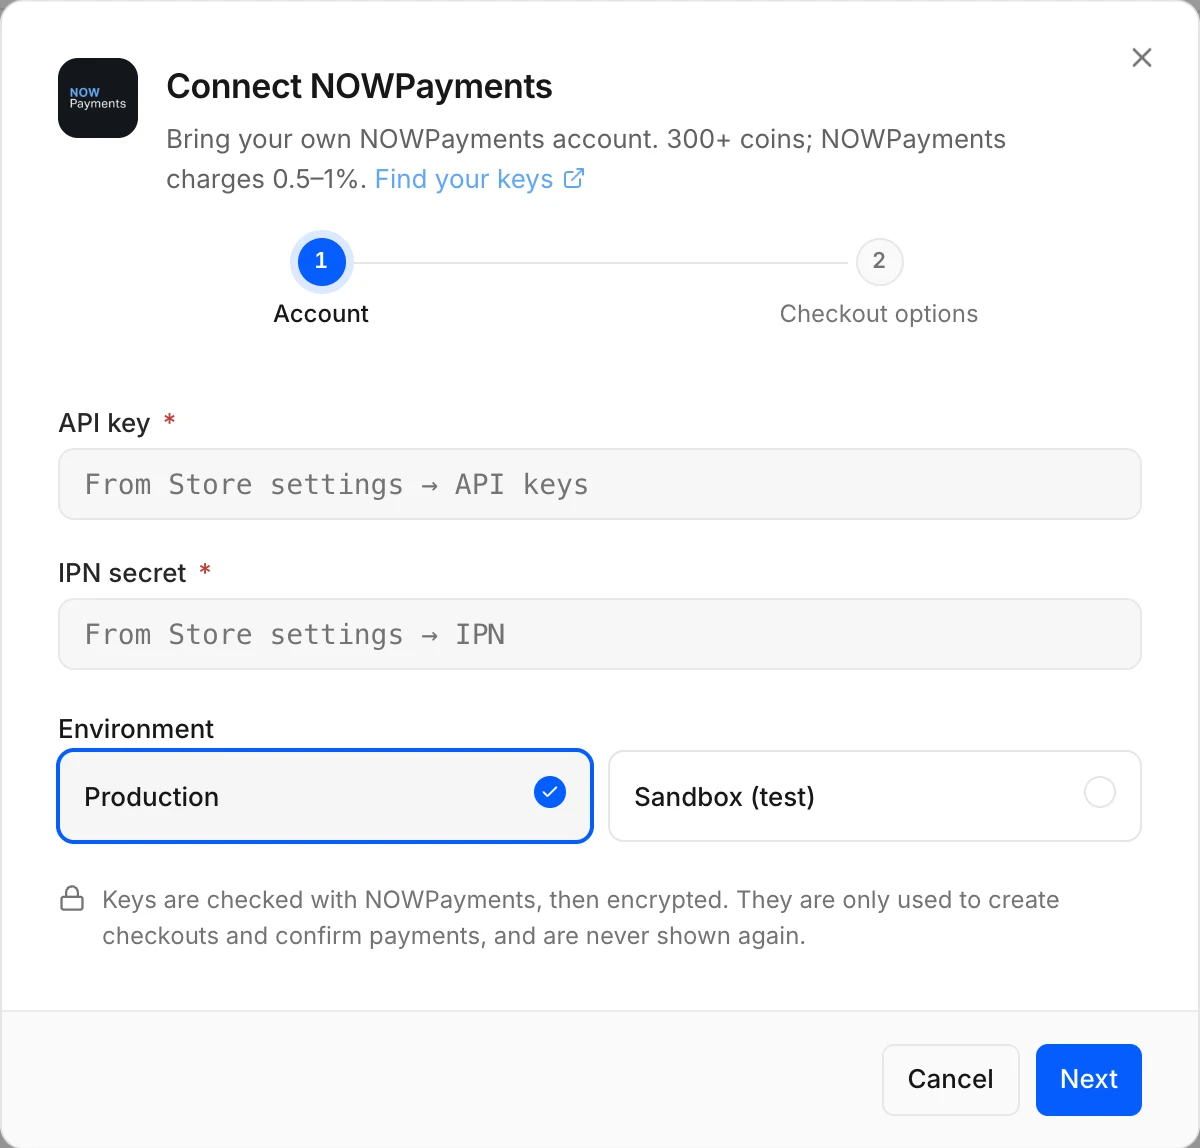 NOW
Payments
Connect NOWPayments
Bring your own NOWPayments account. 300+ coins; NOWPayments
charges 0.5–1%. Find your keys
1
2
Account
Checkout options
API key *
From Store settings → API keys
IPN secret *
From Store settings → IPN
Environment
Production
Sandbox (test)
Keys are checked with NOWPayments, then encrypted. They are only used to create
checkouts and confirm payments, and are never shown again.
Cancel
Next